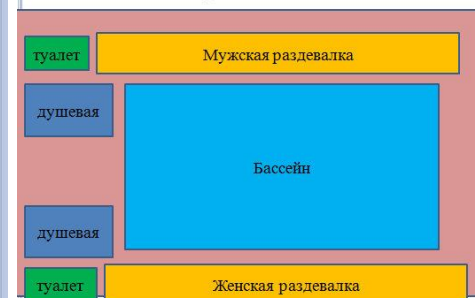 туалет
Мужская раздевалка
душевая
Бассейн
душевая
туалет
Женская раздевалка